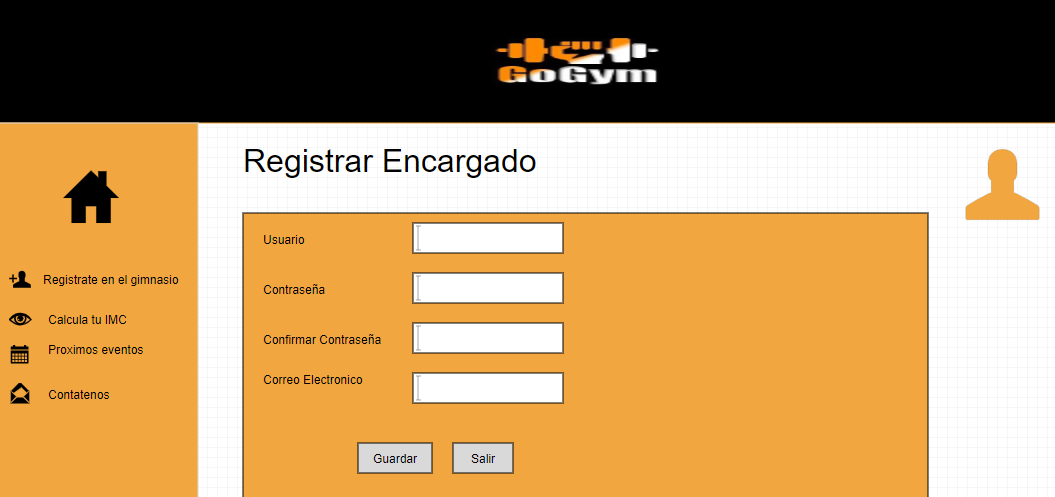 GoGym
Registrar Encargado
Registrate en el gimnasio
Calcula tu IMC
Proximos eventos
Contatenos
Usuario
Contraseña
Confirmar Contraseña
Correo Electronico
Guardar
Salir